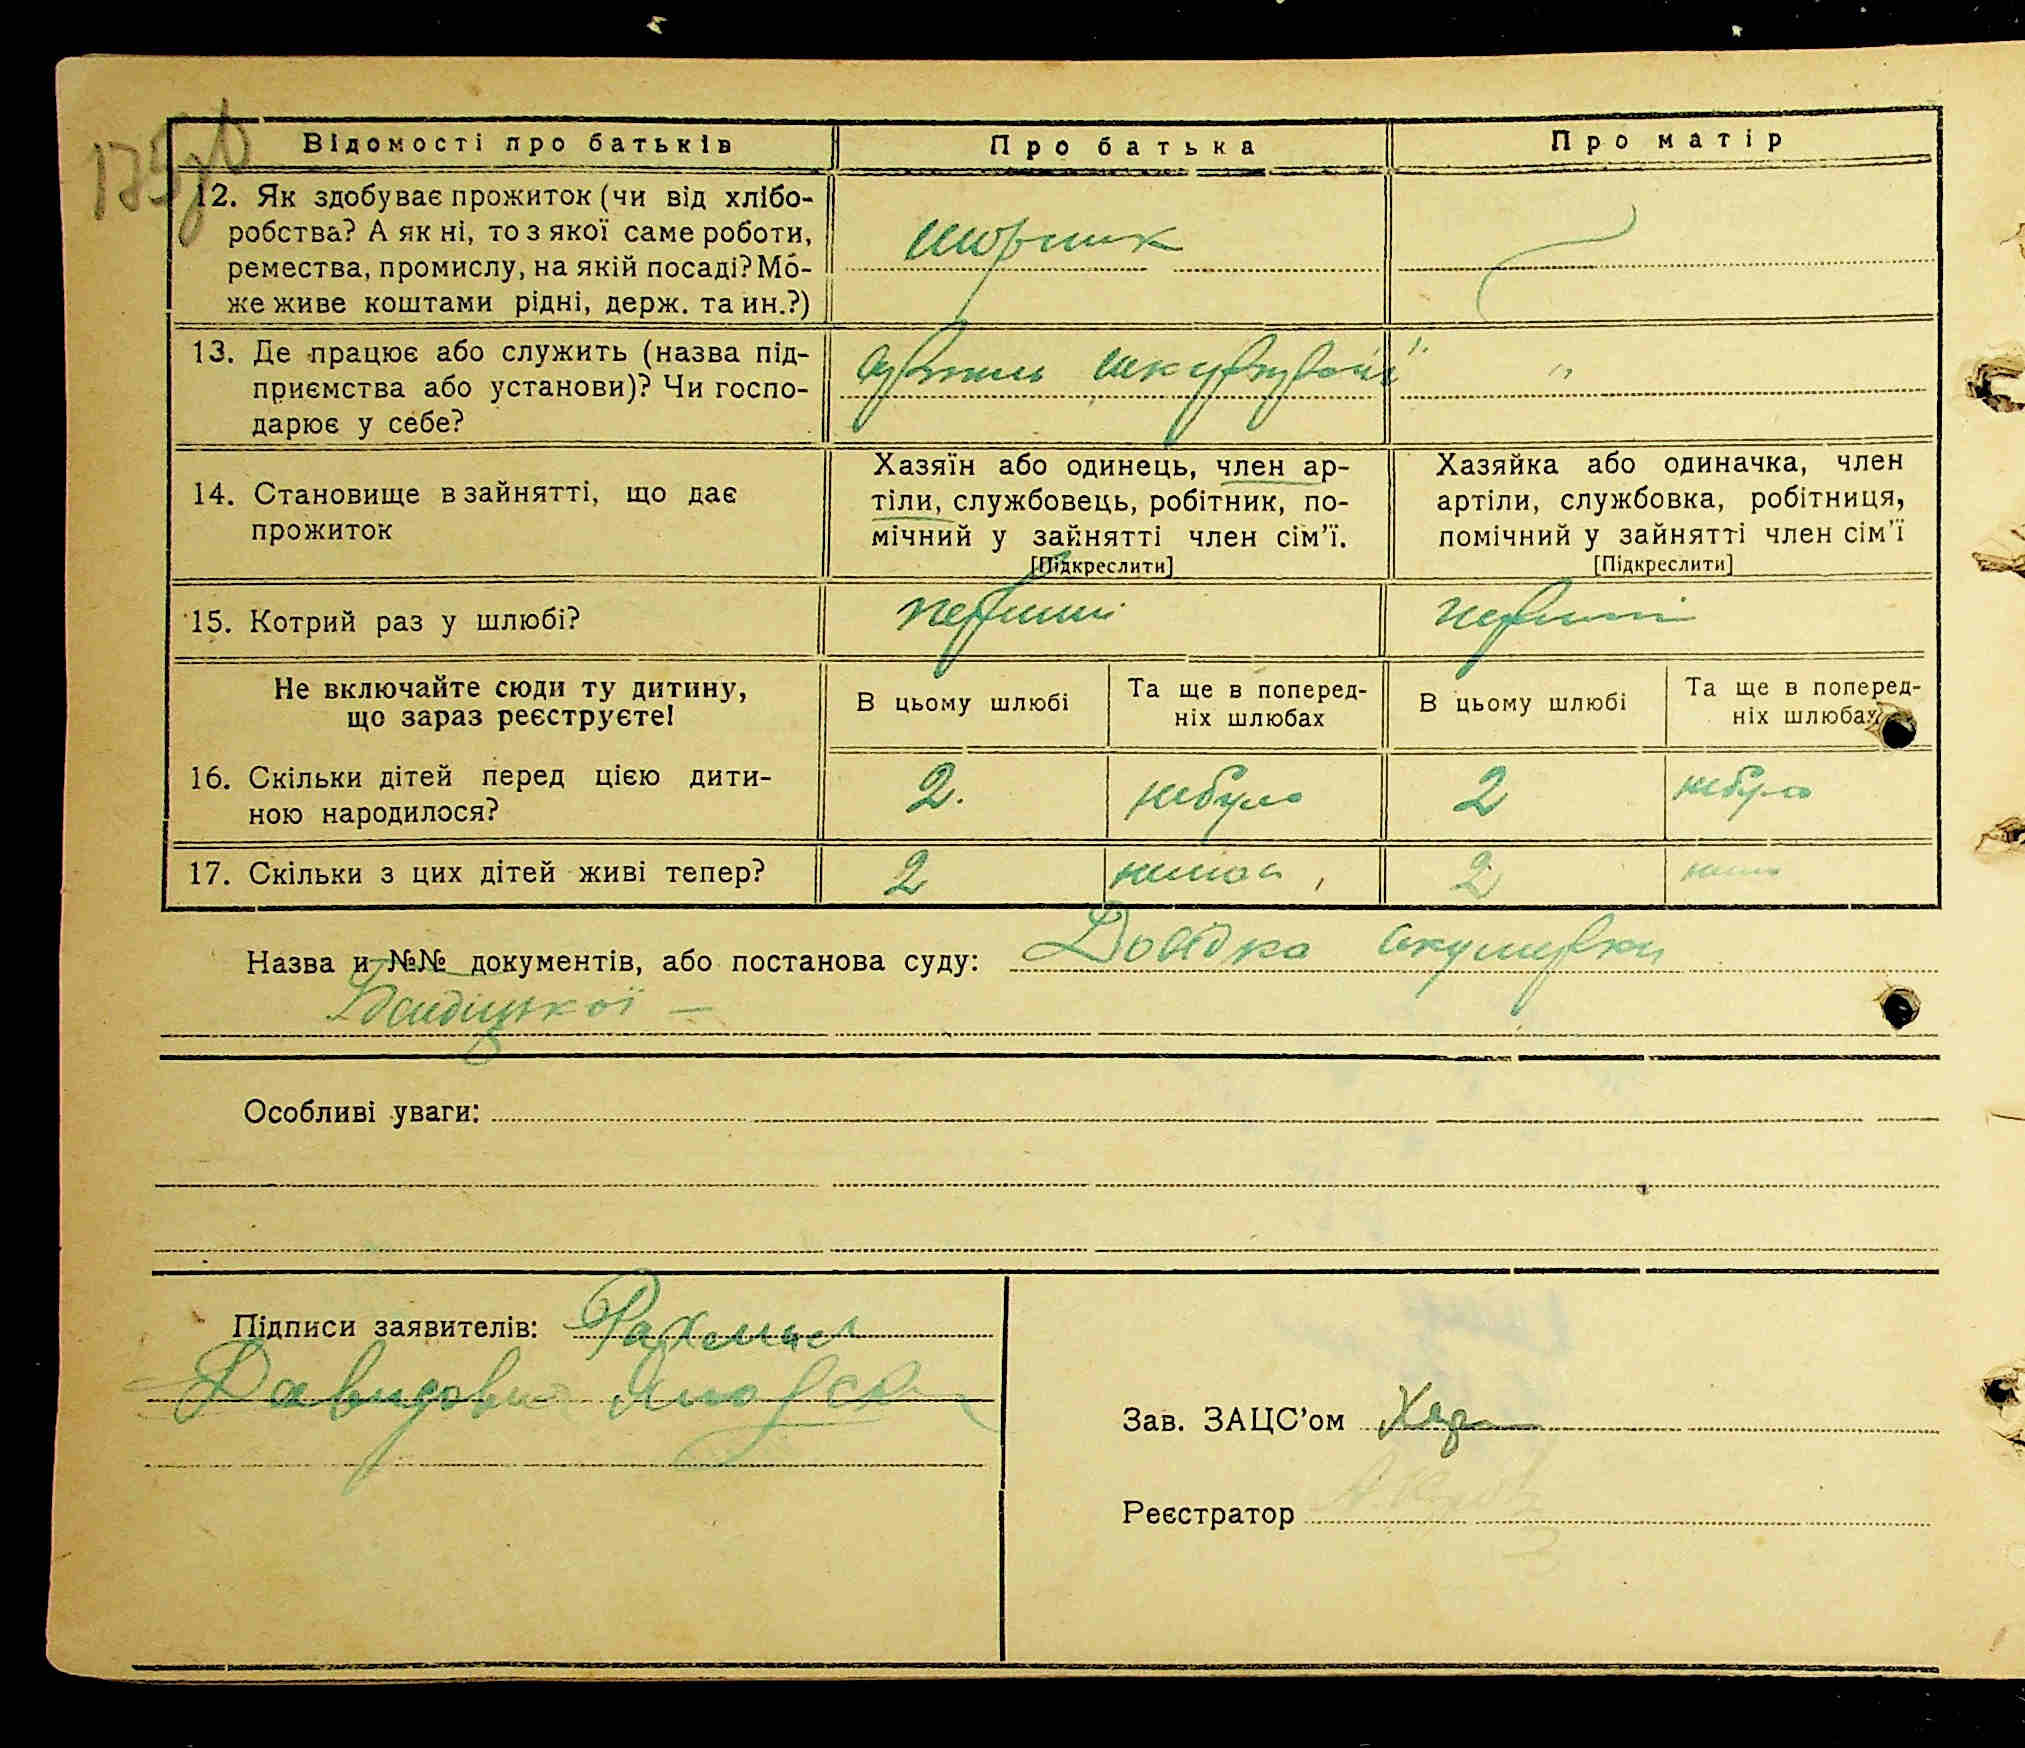 Відомості про батьків
Про батька
Про матір
12. Як здобуває прожиток (чи від хлібо-
робства? А як ні, то з якої саме роботи,
ремества, промислу, на якій посаді? Мо́-
же живе коштами рідні, держ. та ин.?)
шорник
13. Де працює або служить (назва під-
приємства або установи)? Чи госпо-
дарює у себе?
артиль
"
14. Становище в зайнятті, що дає
прожиток
Хазяїн або одинець, член ар-
тіли, службовець, робітник, по-
мічний у зайнятті член сім’ї.
[Підкреслити]
Хазяйка або одиначка, член
артіли, службовка, робітниця,
помічний у зайнятті член сім’ї
[Підкреслити]
15. Котрий раз у шлюбі?
перший
перший
Не включайте сюди ту дитину,
що зараз реєструєте!
В цьому шлюбі
Та ще в поперед-
ніх шлюбах
В цьому шлюбі
Та ще в поперед-
ніх шлюбах
16. Скільки дітей перед цією дити-
ною народилося?
2.
небуло
2
небуло
17. Скільки з цих дітей живі тепер?
2
2
Назва и №№ документів, або постанова суду: Довідка акушерки
Особливі уваги:
Підписи заявителів: Рахмил
Давидович
Зав. ЗАЦС’ом
Реєстратор